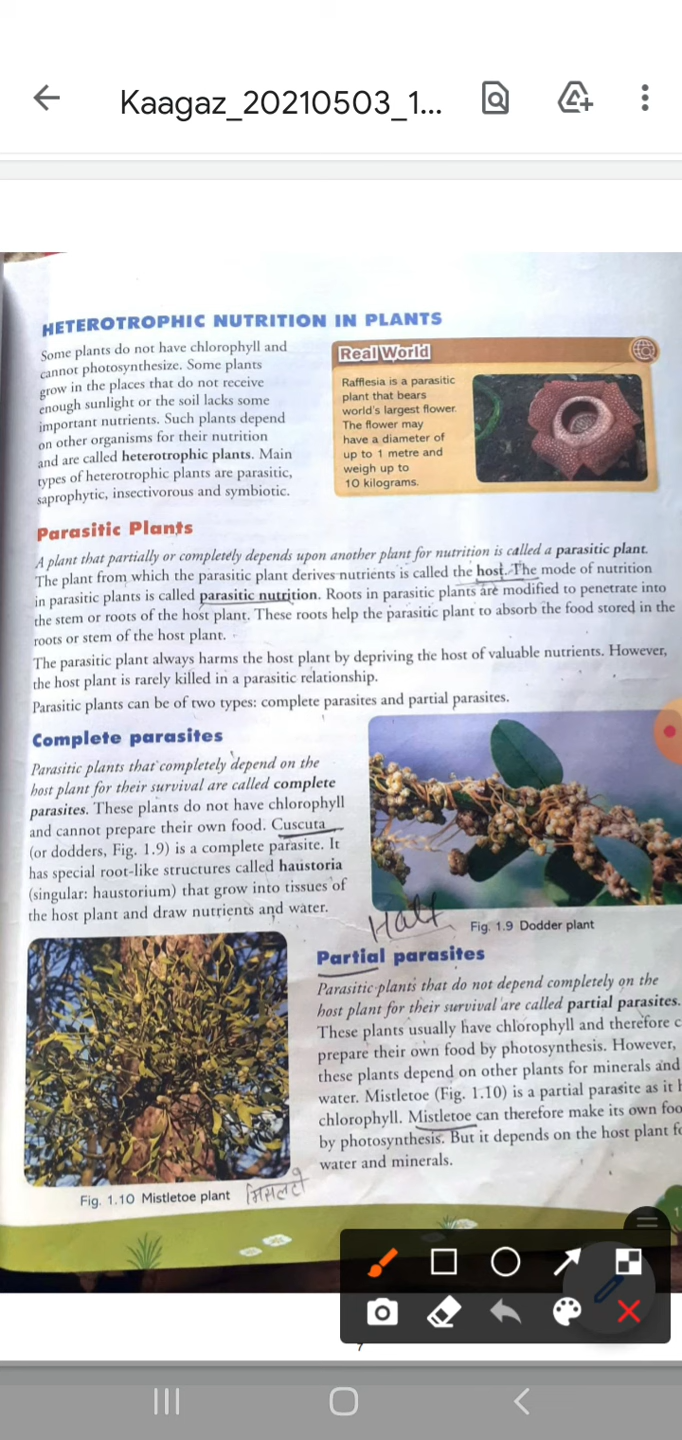 Kaagaz_20210503_1...
HETEROTROPHIC NUTRITION IN PLANTS
Some plants do not have chlorophyll and
cannot photosynthesize. Some plants
grow in the places that do not receive
enough sunlight or the soil lacks some
important nutrients. Such plants depend
on other organisms for their nutrition
and are called heterotrophic plants. Main
types of heterotrophic plants are parasitic,
saprophytic, insectivorous and symbiotic.
Real World
Rafflesia is a parasitic
plant that bears
world's largest flower.
The flower may
have a diameter of
up to 1 metre and
weigh up to
10 kilograms.
Parasitic Plants
A plant that partially or completely depends upon another plant for nutrition is called a parasitic plant.
The plant from which the parasitic plant derives nutrients is called the host. The mode of nutrition
in parasitic plants is called parasitic nutrition. Roots in parasitic plants are modified to penetrate into
the stem or roots of the host plant. These roots help the parasitic plant to absorb the food stored in the
roots or stem of the host plant.
The parasitic plant always harms the host plant by depriving the host of valuable nutrients. However,
the host plant is rarely killed in a parasitic relationship.
Parasitic plants can be of two types: complete parasites and partial parasites.
Complete parasites
Parasitic plants that completely depend on the
host plant for their survival are called complete
parasites. These plants do not have chlorophyll
and cannot prepare their own food. Cuscuta
(or dodders, Fig. 1.9) is a complete parasite. It
has special root-like structures called haustoria
(singular: haustorium) that grow into tissues of
the host plant and draw nutrients and water.
Half
Fig. 1.9 Dodder plant
Partial parasites
Parasitic plants that do not depend completely on the
host plant for their survival are called partial parasites.
These plants usually have chlorophyll and therefore c
prepare their own food by photosynthesis. However,
these plants depend on other plants for minerals and
water. Mistletoe (Fig. 1.10) is a partial parasite as it h
chlorophyll. Mistletoe can therefore make its own foo
by photosynthesis. But it depends on the host plant fo
water and minerals.
Fig. 1.10 Mistletoe plant मिसलटो
1
7